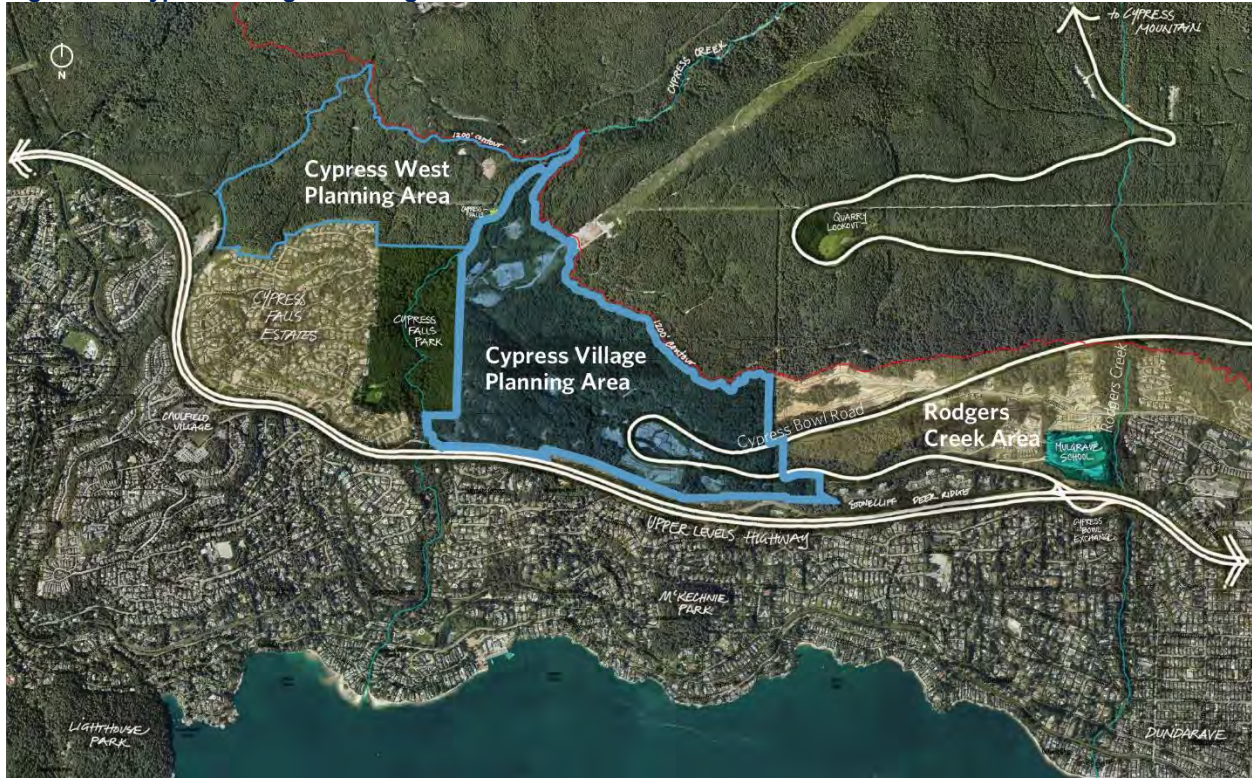 to CYPRESS
MOUNTAIN
N
CYPRESS CREEK
1200' contour
Cypress West
Planning Area
CYPRESS
FALLS
QUARRY
LOOKOUT
CYPRESS
FALLS
ESTATES
CYPRESS
FALLS
PARK
1200' contour
Cypress Village
Planning Area
CAULFIELD
VILLAGE
Cypress Bowl Road
Rodgers
Creek Area
Rodgers Creek
MULGRAVE
SCHOOL
STONECLIFF DEER RIDGE
UPPER LEVELS HIGHWAY
CYPRESS
BOWL
EXCHANGE
McKECHNIE
PARK
LIGHTHOUSE
PARK
DUNDARAVE